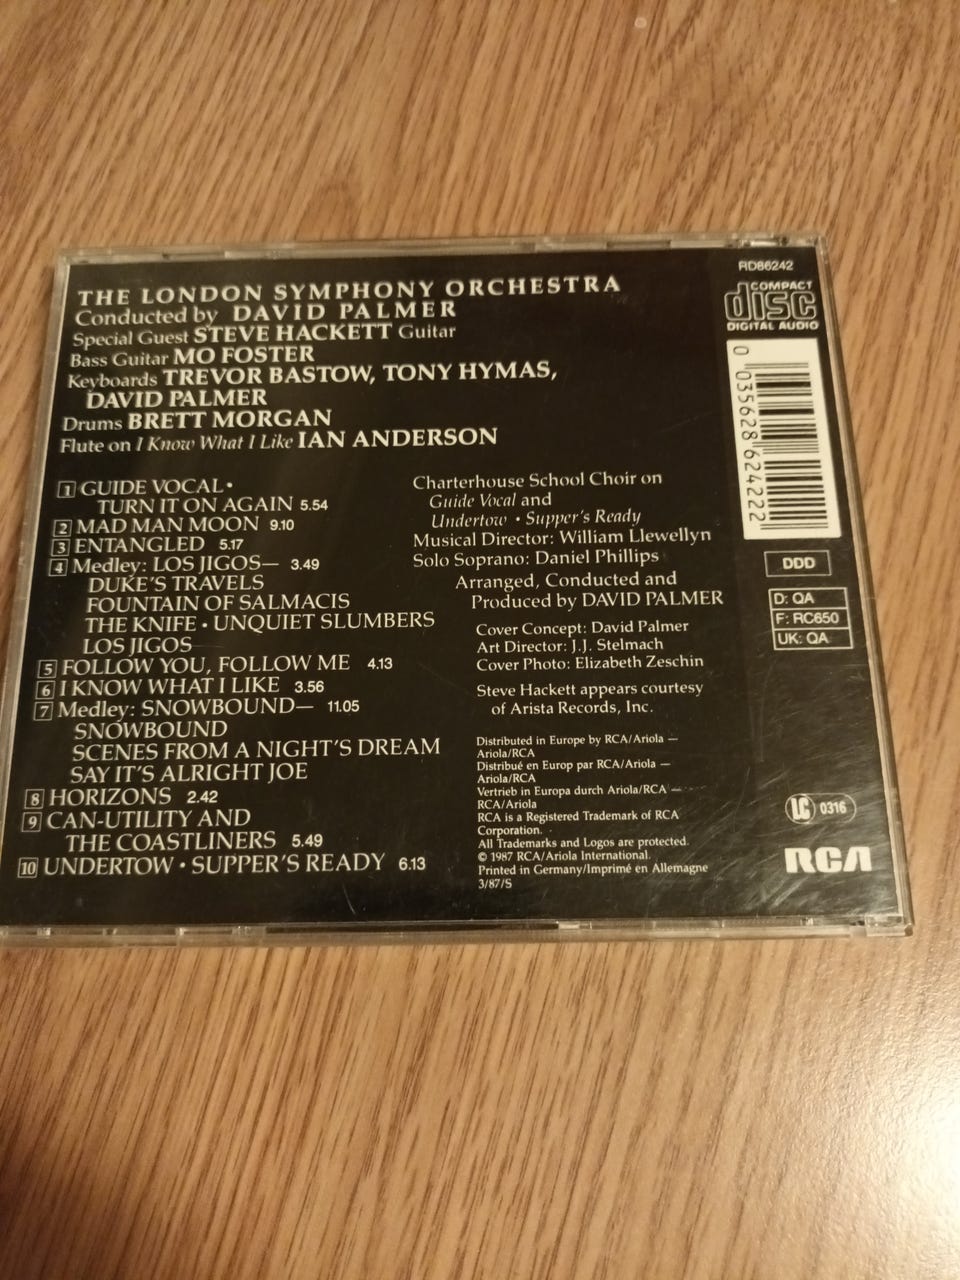 THE LONDON SYMPHONY ORCHESTRA
Conducted by DAVID PALMER
Special Guest STEVE HACKETT Guitar
Bass Guitar MO FOSTER
Keyboards TREVOR BASTOW, TONY HYMAS,
DAVID PALMER
Drums BRETT MORGAN
Flute on I Know What I Like IAN ANDERSON
1 GUIDE VOCAL •
TURN IT ON AGAIN 5.54
2 MAD MAN MOON 9.10
3 ENTANGLED 5.17
4 Medley: LOS JIGOS— 3.49
DUKE'S TRAVELS
FOUNTAIN OF SALMACIS
THE KNIFE • UNQUIET SLUMBERS
LOS JIGOS
5 FOLLOW YOU, FOLLOW ME 4.13
6 I KNOW WHAT I LIKE 3.56
7 Medley: SNOWBOUND— 11.05
SNOWBOUND
SCENES FROM A NIGHT'S DREAM
SAY IT'S ALRIGHT JOE
8 HORIZONS 2.42
9 CAN-UTILITY AND
THE COASTLINERS 5.49
10 UNDERTOW • SUPPER'S READY 6.13
Charterhouse School Choir on
Guide Vocal and
Undertow • Supper's Ready
Musical Director: William Llewellyn
Solo Soprano: Daniel Phillips
Arranged, Conducted and
Produced by DAVID PALMER
Cover Concept: David Palmer
Art Director: J.J. Stelmach
Cover Photo: Elizabeth Zeschin
Steve Hackett appears courtesy
of Arista Records, Inc.
Distributed in Europe by RCA/Ariola —
Ariola/RCA
Distribué en Europ par RCA/Ariola —
Ariola/RCA
Vertrieb in Europa durch Ariola/RCA —
RCA/Ariola
RCA is a Registered Trademark of RCA
Corporation.
All Trademarks and Logos are protected.
© 1987 RCA/Ariola International.
Printed in Germany/Imprimé en Allemagne
3/87/S
RD86242
COMPACT
disc
DIGITAL AUDIO
0 035628 624222
DDD
D: QA
F: RC650
UK: QA
LC 0316
RCA